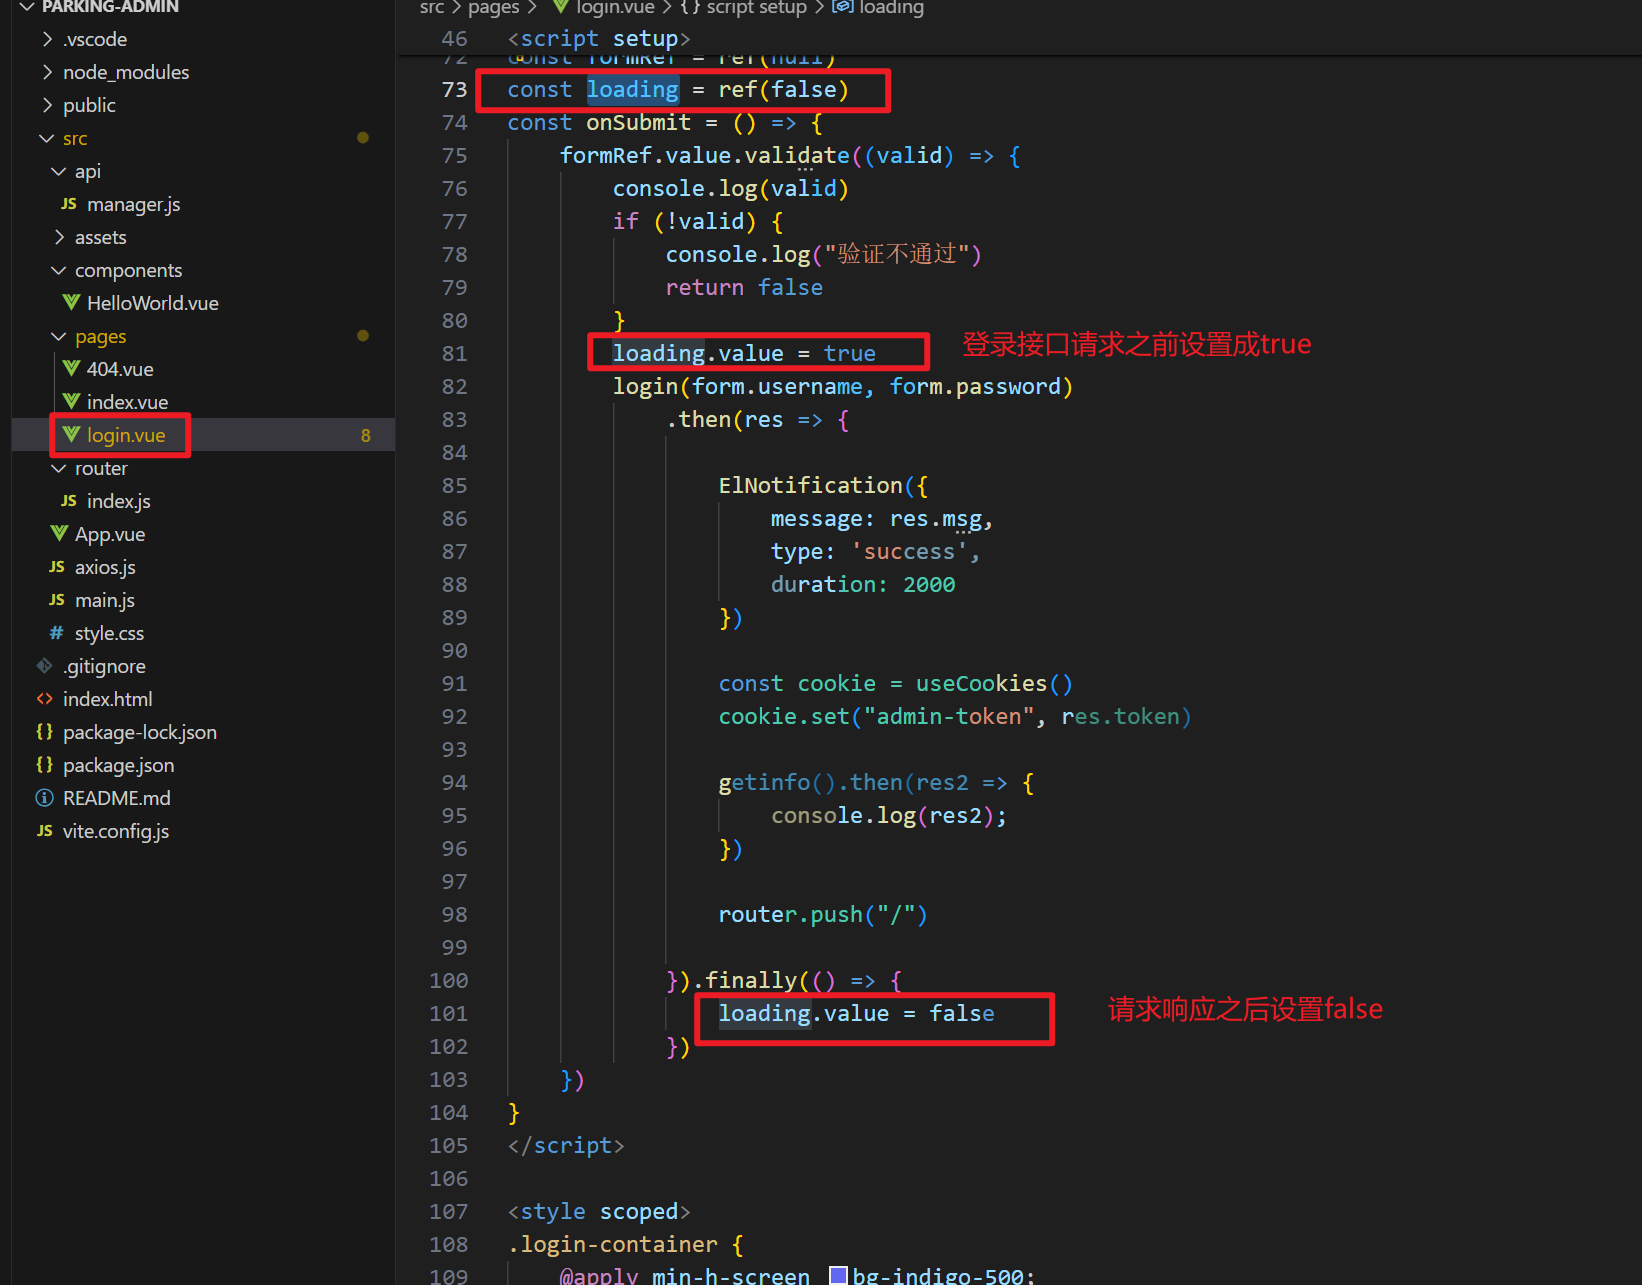 PARKING-ADMIN
.vscode
node_modules
public
src
api
JS manager.js
assets
components
HelloWorld.vue
pages
404.vue
index.vue
login.vue 8
router
JS index.js
App.vue
JS axios.js
JS main.js
# style.css
.gitignore
<> index.html
{} package-lock.json
{} package.json
README.md
JS vite.config.js
src > pages > login.vue > {} script setup > loading
46 <script setup>
72 const formRef = ref(null)
73 const loading = ref(false)
74 const onSubmit = () => {
75 formRef.value.validate((valid) => {
76 console.log(valid)
77 if (!valid) {
78 console.log("验证不通过")
79 return false
80 }
81 loading.value = true 登录接口请求之前设置成true
82 login(form.username, form.password)
83 .then(res => {
84
85 ElNotification({
86 message: res.msg,
87 type: 'success',
88 duration: 2000
89 })
90
91 const cookie = useCookies()
92 cookie.set("admin-token", res.token)
93
94 getinfo().then(res2 => {
95 console.log(res2);
96 })
97
98 router.push("/")
99
100 }).finally(() => {
101 loading.value = false 请求响应之后设置false
102 })
103 })
104 }
105 </script>
106
107 <style scoped>
108 .login-container {
109 @apply min-h-screen bg-indigo-500;